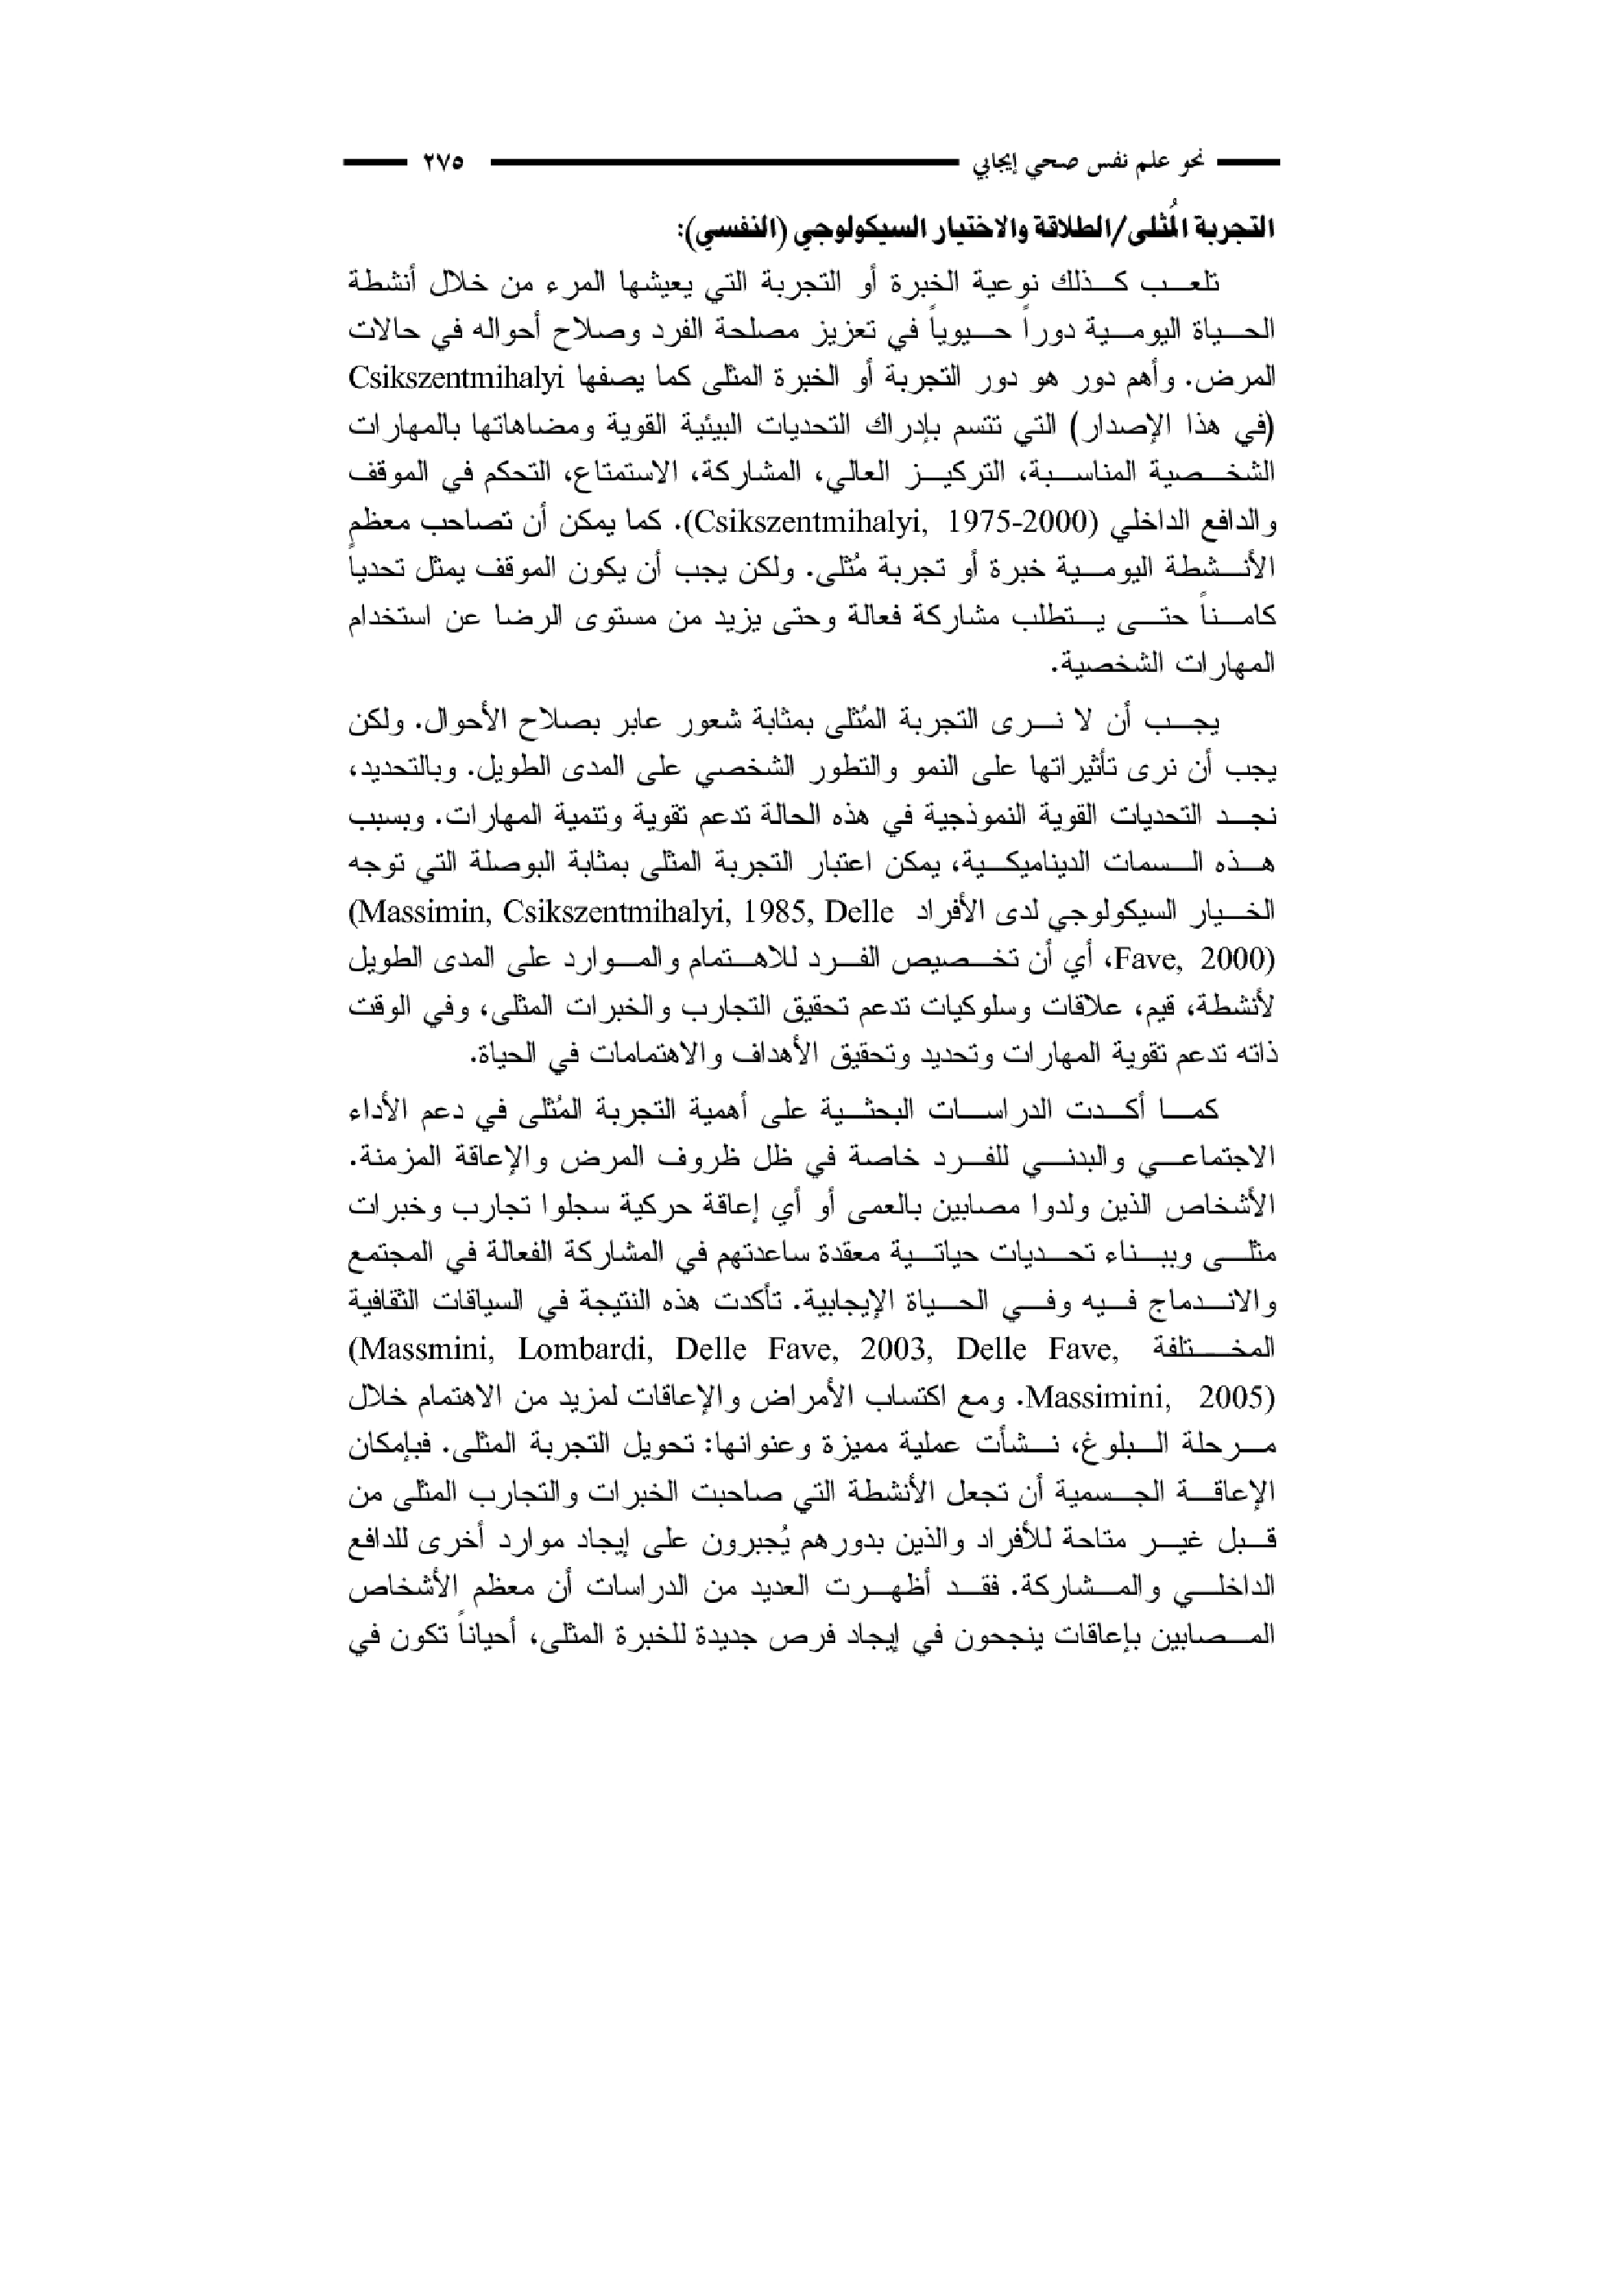 نحو علم نفس صحي إيجابي ٢٧٥
التجربة المُثلى/الطلاقة والاختيار السيكولوجي (النفسي):
تلعب كذلك نوعية الخبرة أو التجربة التي يعيشها المرء من خلال أنشطة
الحياة اليومية دوراً حيوياً في تعزيز مصلحة الفرد وصلاح أحواله في حالات
المرض. وأهم دور هو دور التجربة أو الخبرة المثلى كما يصفها Csikszentmihalyi
(في هذا الإصدار) التي تتسم بإدراك التحديات البيئية القوية ومضاهاتها بالمهارات
الشخصية المناسبة، التركيز العالي، المشاركة، الاستمتاع، التحكم في الموقف
والدافع الداخلي (Csikszentmihalyi, 1975-2000). كما يمكن أن تصاحب معظم
الأنشطة اليومية خبرة أو تجربة مُثلى. ولكن يجب أن يكون الموقف يمثل تحدياً
كامناً حتى يتطلب مشاركة فعالة وحتى يزيد من مستوى الرضا عن استخدام
المهارات الشخصية.
يجب أن لا نرى التجربة المُثلى بمثابة شعور عابر بصلاح الأحوال. ولكن
يجب أن نرى تأثيراتها على النمو والتطور الشخصي على المدى الطويل. وبالتحديد،
نجد التحديات القوية النموذجية في هذه الحالة تدعم تقوية وتنمية المهارات. وبسبب
هذه السمات الديناميكية، يمكن اعتبار التجربة المثلى بمثابة البوصلة التي توجه
الخيار السيكولوجي لدى الأفراد (Massimin, Csikszentmihalyi, 1985, Delle
Fave, 2000)، أي أن تخصيص الفرد للاهتمام والموارد على المدى الطويل
لأنشطة، قيم، علاقات وسلوكيات تدعم تحقيق التجارب والخبرات المثلى، وفي الوقت
ذاته تدعم تقوية المهارات وتحديد وتحقيق الأهداف والاهتمامات في الحياة.
كما أكدت الدراسات البحثية على أهمية التجربة المُثلى في دعم الأداء
الاجتماعي والبدني للفرد خاصة في ظل ظروف المرض والإعاقة المزمنة.
الأشخاص الذين ولدوا مصابين بالعمى أو أي إعاقة حركية سجلوا تجارب وخبرات
مثلى وببناء تحديات حياتية معقدة ساعدتهم في المشاركة الفعالة في المجتمع
والاندماج فيه وفي الحياة الإيجابية. تأكدت هذه النتيجة في السياقات الثقافية
المختلفة (Massmini, Lombardi, Delle Fave, 2003, Delle Fave,
Massimini, 2005). ومع اكتساب الأمراض والإعاقات لمزيد من الاهتمام خلال
مرحلة البلوغ، نشأت عملية مميزة وعنوانها: تحويل التجربة المثلى. فبإمكان
الإعاقة الجسمية أن تجعل الأنشطة التي صاحبت الخبرات والتجارب المثلى من
قبل غير متاحة للأفراد والذين بدورهم يُجبرون على إيجاد موارد أخرى للدافع
الداخلي والمشاركة. فقد أظهرت العديد من الدراسات أن معظم الأشخاص
المصابين بإعاقات ينجحون في إيجاد فرص جديدة للخبرة المثلى، أحياناً تكون في